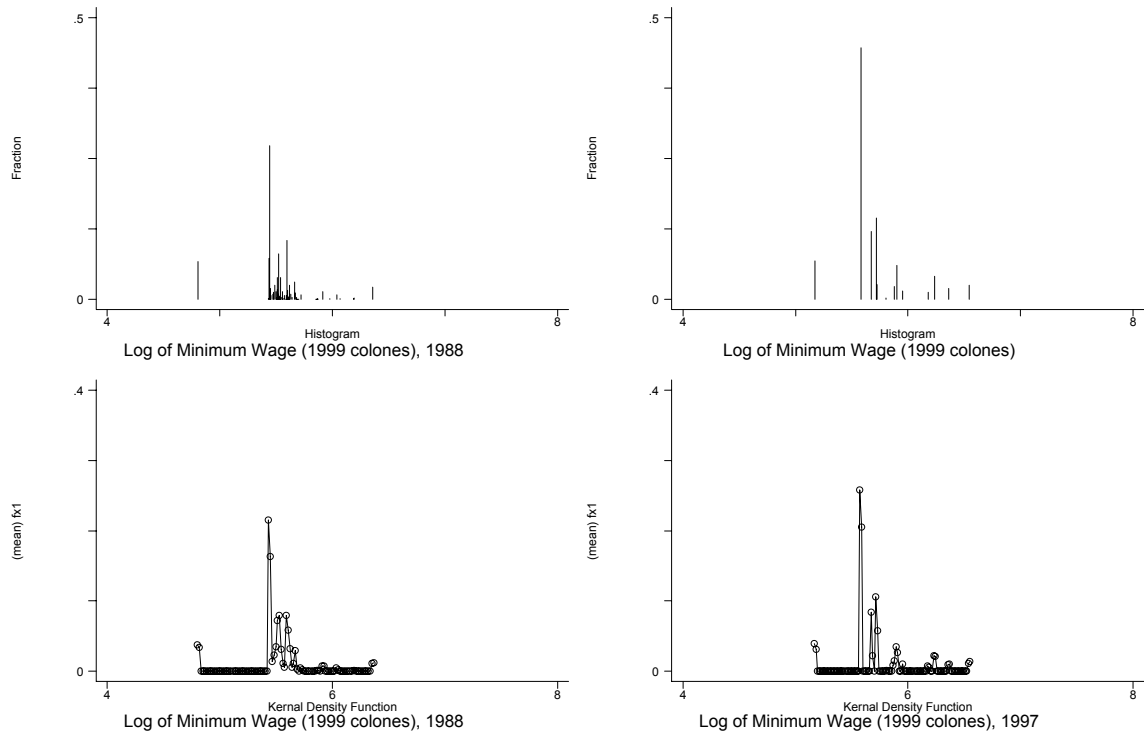 .5
Fraction
0
4 6 8
Histogram
Log of Minimum Wage (1999 colones), 1988
.5
Fraction
0
4 6 8
Histogram
Log of Minimum Wage (1999 colones)
.4
(mean) fx1
0
4 6 8
Kernal Density Function
Log of Minimum Wage (1999 colones), 1988
.4
(mean) fx1
0
4 6 8
Kernal Density Function
Log of Minimum Wage (1999 colones), 1997